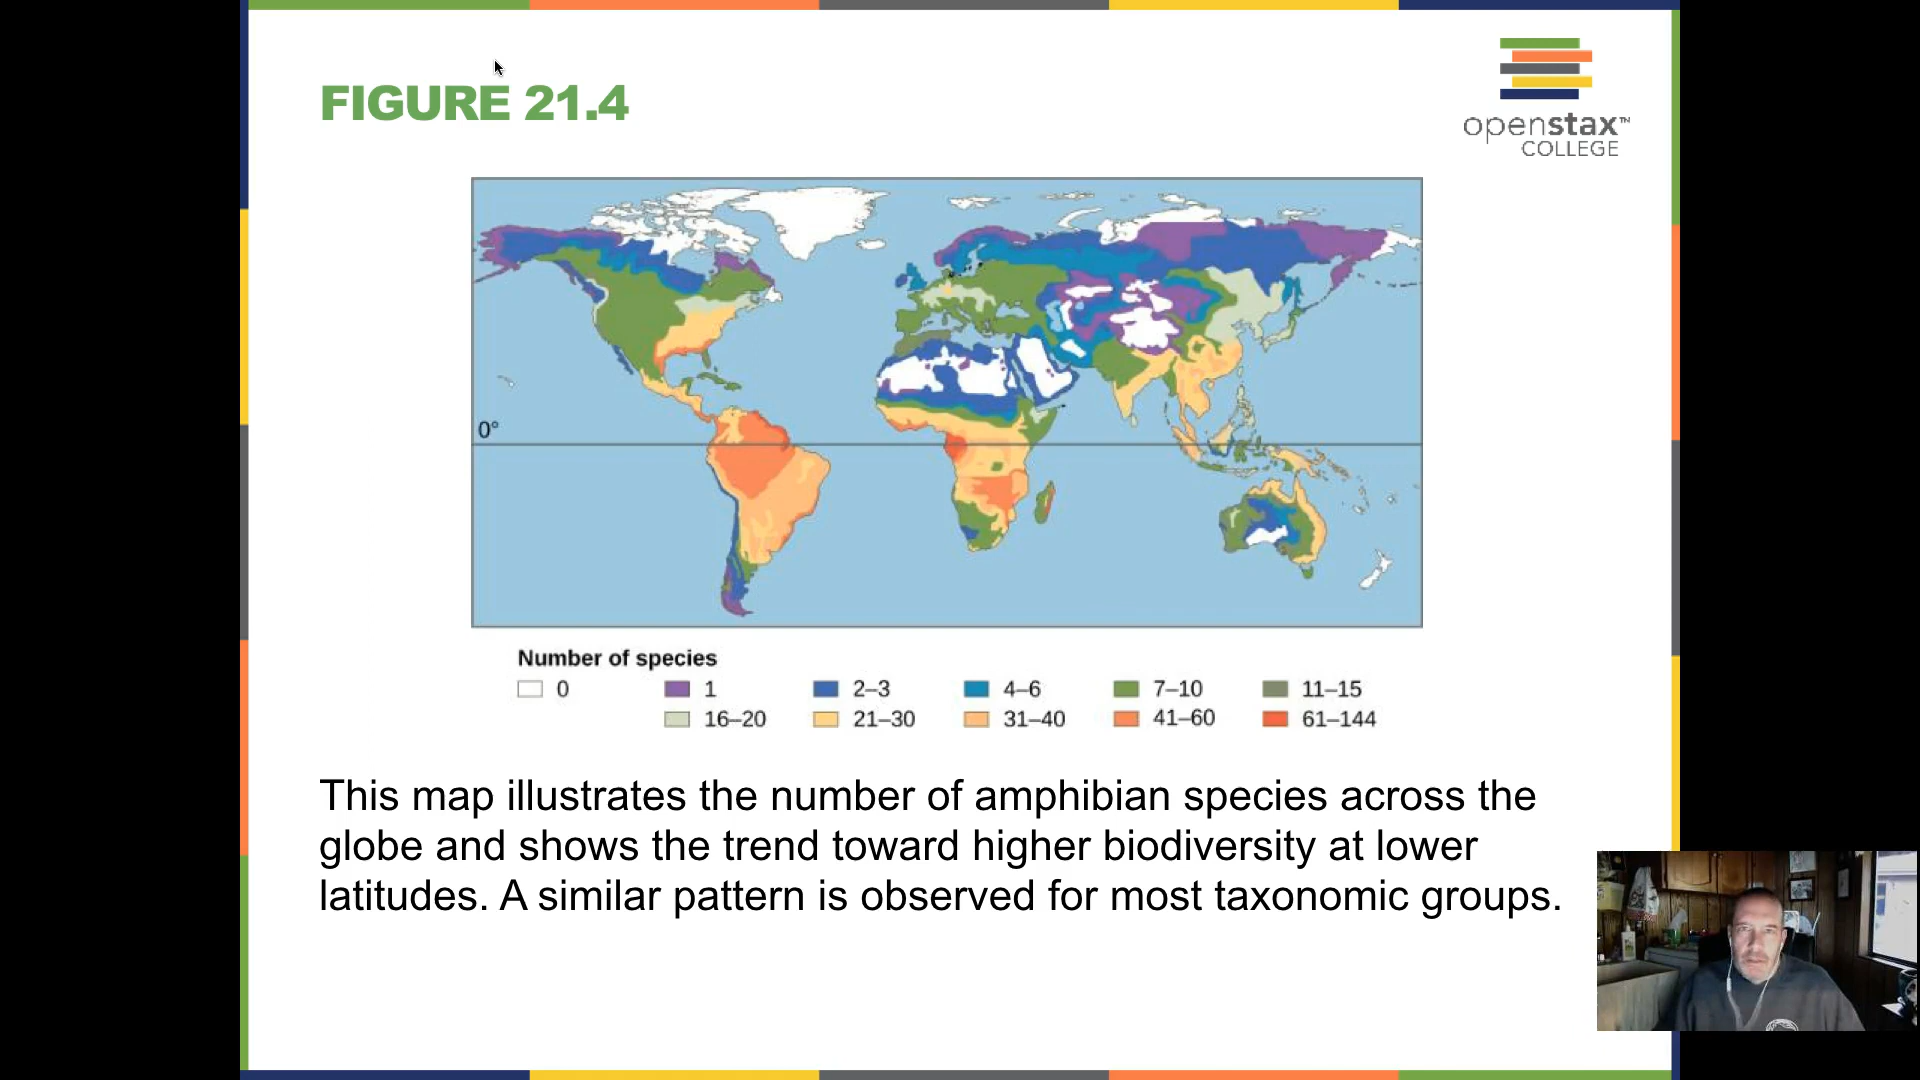 FIGURE 21.4
openstax™
COLLEGE
0°
Number of species
0 1 2–3 4–6 7–10 11–15
16–20 21–30 31–40 41–60 61–144
This map illustrates the number of amphibian species across the
globe and shows the trend toward higher biodiversity at lower
latitudes. A similar pattern is observed for most taxonomic groups.